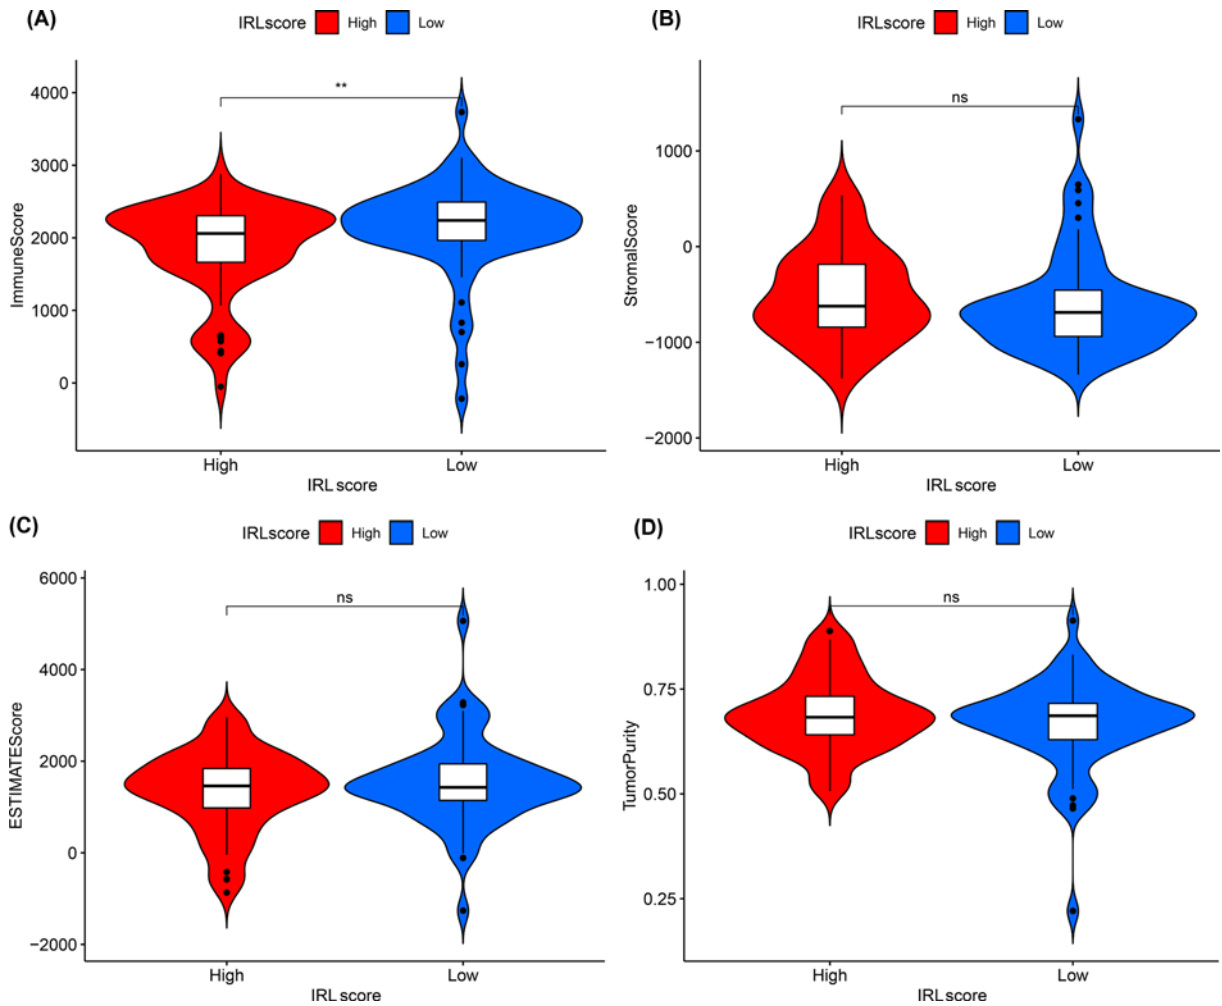 (A)
IRLscore High Low
ImmuneScore
4000
3000
2000
1000
0
**
High Low
IRL score
(B)
IRLscore High Low
StromalScore
1000
0
−1000
−2000
ns
High Low
IRL score
(C)
IRLscore High Low
ESTIMATEScore
6000
4000
2000
0
−2000
ns
High Low
IRL score
(D)
IRLscore High Low
TumorPurity
1.00
0.75
0.50
0.25
ns
High Low
IRL score